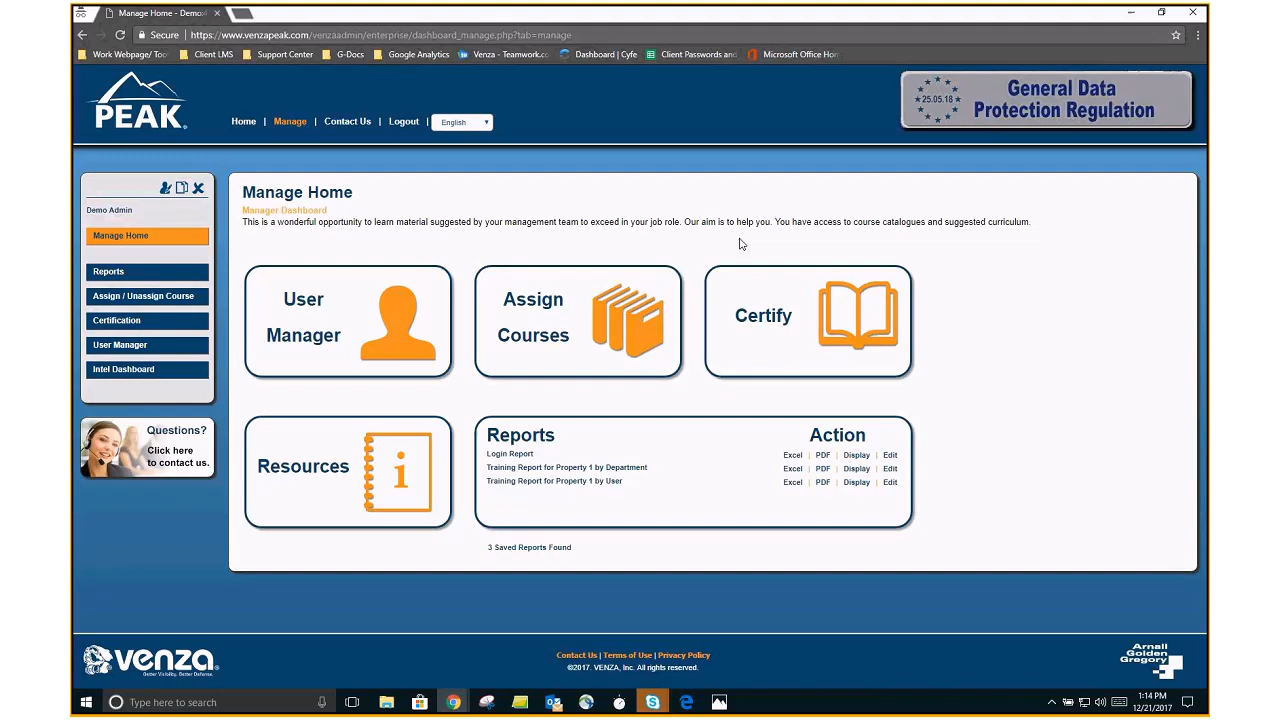 Manage Home - Demo:
Secure | https://www.venzapeak.com/venzaadmin/enterprise/dashboard_manage.php?tab=manage
Work Webpage/ Too
Client LMS
Support Center
G-Docs
Google Analytics
Venza - Teamwork.co
Dashboard | Cyfe
Client Passwords and
Microsoft Office Hom
PEAK®
Home | Manage | Contact Us | Logout | English
25.05.18
General Data
Protection Regulation
Demo Admin
Manage Home
Reports
Assign / Unassign Course
Certification
User Manager
Intel Dashboard
Questions?
Click here
to contact us.
Manage Home
Manager Dashboard
This is a wonderful opportunity to learn material suggested by your management team to exceed in your job role. Our aim is to help you. You have access to course catalogues and suggested curriculum.
User
Manager
Assign
Courses
Certify
Resources
Reports Action
Login Report Excel | PDF | Display | Edit
Training Report for Property 1 by Department Excel | PDF | Display | Edit
Training Report for Property 1 by User Excel | PDF | Display | Edit
3 Saved Reports Found
VENZA®
Better Visibility. Better Defense.
Contact Us | Terms of Use | Privacy Policy
©2017. VENZA, Inc. All rights reserved.
Arnall
Golden
Gregory
Type here to search
1:14 PM
12/21/2017